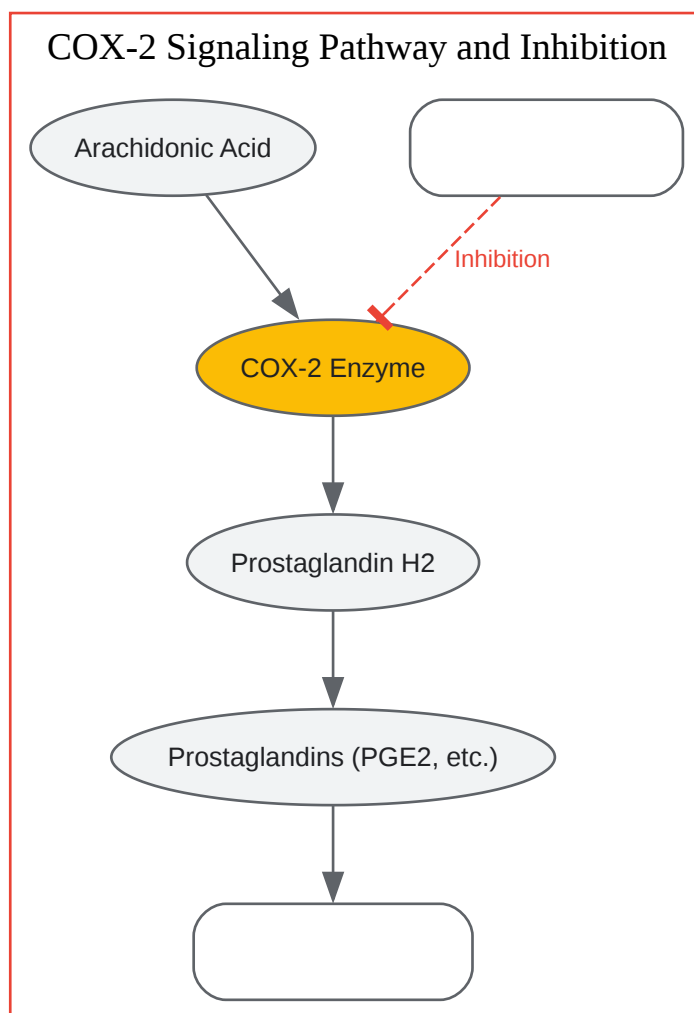 COX-2 Signaling Pathway and Inhibition
Arachidonic Acid
Inhibition
COX-2 Enzyme
Prostaglandin H2
Prostaglandins (PGE2, etc.)